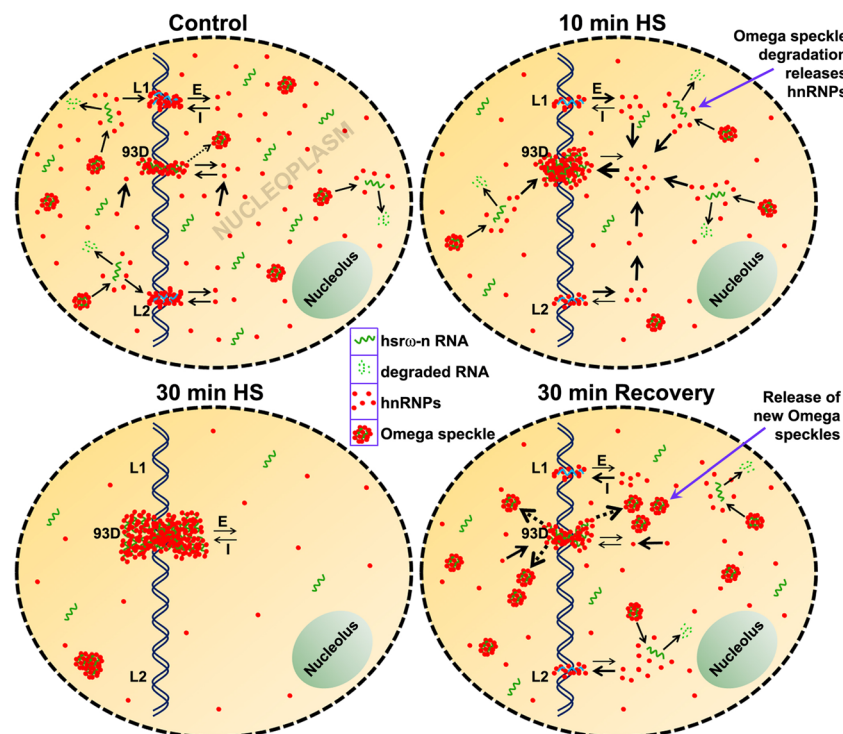 Control
L1
E
I
93D
NUCLEOPLASM
L2
Nucleolus
10 min HS
Omega speckle
degradation
releases
hnRNPs
L1
E
I
93D
L2
Nucleolus
hsrω-n RNA
degraded RNA
hnRNPs
Omega speckle
30 min HS
L1
93D
E
I
L2
Nucleolus
30 min Recovery
Release of
new Omega
speckles
L1
E
I
93D
L2
Nucleolus